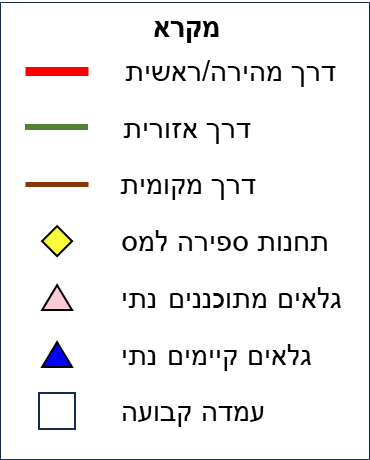 מקרא
דרך מהירה/ראשית
דרך אזורית
דרך מקומית
תחנות ספירה למס
גלאים מתוכננים נתי
גלאים קיימים נתי
עמדה קבועה